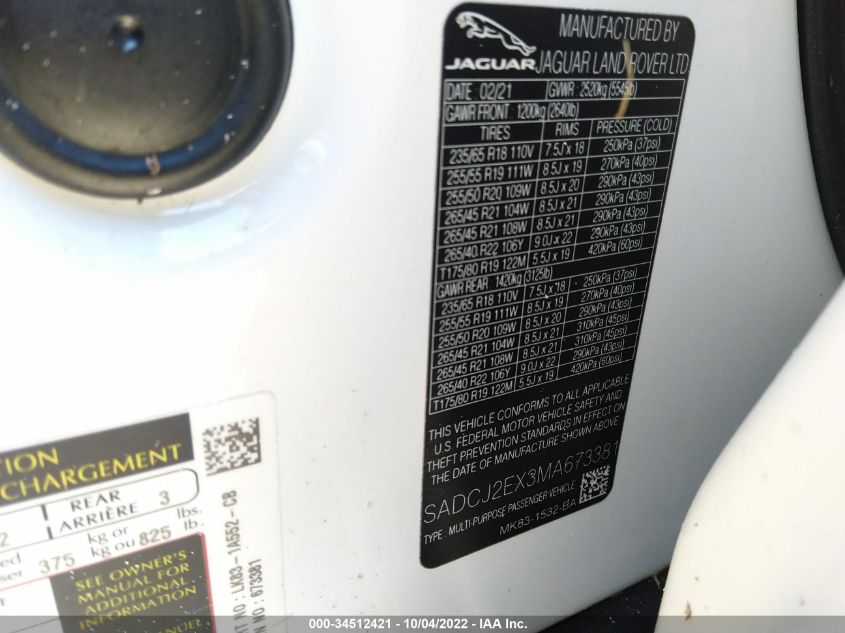 JAGUAR
MANUFACTURED BY
JAGUAR LAND ROVER LTD.
DATE 02/21 GVWR 2520kg (5545lb)
GAWR FRONT 1200kg (2640lb)
TIRES RIMS PRESSURE (COLD)
235/65 R18 110V 7.5J x 18 250kPa (37psi)
255/55 R19 111W 8.5J x 19 270kPa (40psi)
255/50 R20 109W 8.5J x 20 290kPa (43psi)
265/45 R21 104W 8.5J x 21 290kPa (43psi)
265/45 R21 108W 8.5J x 21 290kPa (43psi)
265/40 R22 106Y 9.0J x 22 290kPa (43psi)
T175/80 R19 122M 5.5J x 19 420kPa (60psi)
GAWR REAR 1420kg (3125lb)
235/65 R18 110V 7.5J x 18 250kPa (37psi)
255/55 R19 111W 8.5J x 19 270kPa (40psi)
255/50 R20 109W 8.5J x 20 290kPa (43psi)
265/45 R21 104W 8.5J x 21 310kPa (45psi)
265/45 R21 108W 8.5J x 21 310kPa (45psi)
265/40 R22 106Y 9.0J x 22 290kPa (43psi)
T175/80 R19 122M 5.5J x 19 420kPa (60psi)
THIS VEHICLE CONFORMS TO ALL APPLICABLE
U.S. FEDERAL MOTOR VEHICLE SAFETY AND
THEFT PREVENTION STANDARDS IN EFFECT ON
THE DATE OF MANUFACTURE SHOWN ABOVE
SADCJ2EX3MA673381
TYPE: MULTI-PURPOSE PASSENGER VEHICLE
MK83-1532-BA
TION
CHARGEMENT
2 REAR ARRIÈRE 3
375 kg or kg ou 825 lbs. lb.
SEE OWNER'S
MANUAL FOR
ADDITIONAL
INFORMATION
: LK83-1A552-CB
: 673381
000-34512421 - 10/04/2022 - IAA Inc.